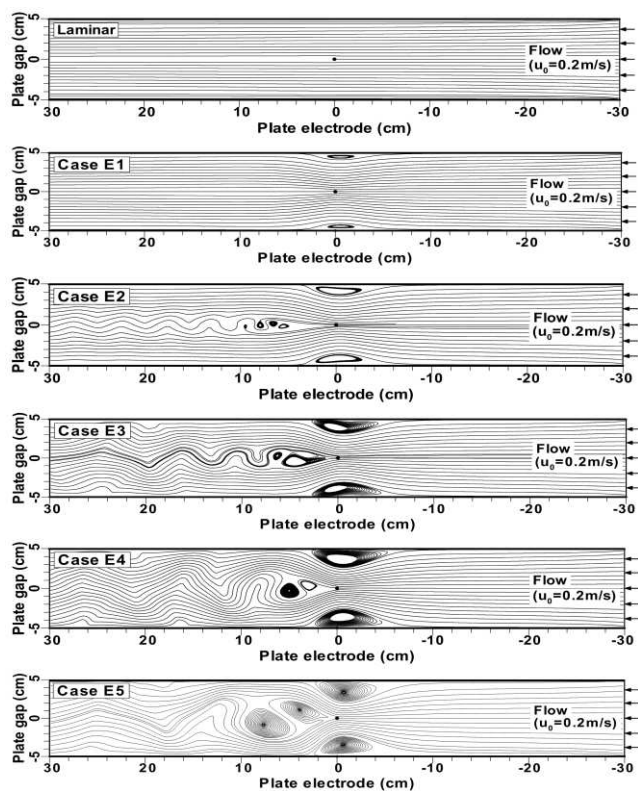 Plate gap (cm)
5
0
-5
Laminar
Flow
(u₀=0.2m/s)
30 20 10 0 -10 -20 -30
Plate electrode (cm)
Plate gap (cm)
5
0
-5
Case E1
Flow
(u₀=0.2m/s)
30 20 10 0 -10 -20 -30
Plate electrode (cm)
Plate gap (cm)
5
0
-5
Case E2
Flow
(u₀=0.2m/s)
30 20 10 0 -10 -20 -30
Plate electrode (cm)
Plate gap (cm)
5
0
-5
Case E3
Flow
(u₀=0.2m/s)
30 20 10 0 -10 -20 -30
Plate electrode (cm)
Plate gap (cm)
5
0
-5
Case E4
Flow
(u₀=0.2m/s)
30 20 10 0 -10 -20 -30
Plate electrode (cm)
Plate gap (cm)
5
0
-5
Case E5
Flow
(u₀=0.2m/s)
30 20 10 0 -10 -20 -30
Plate electrode (cm)